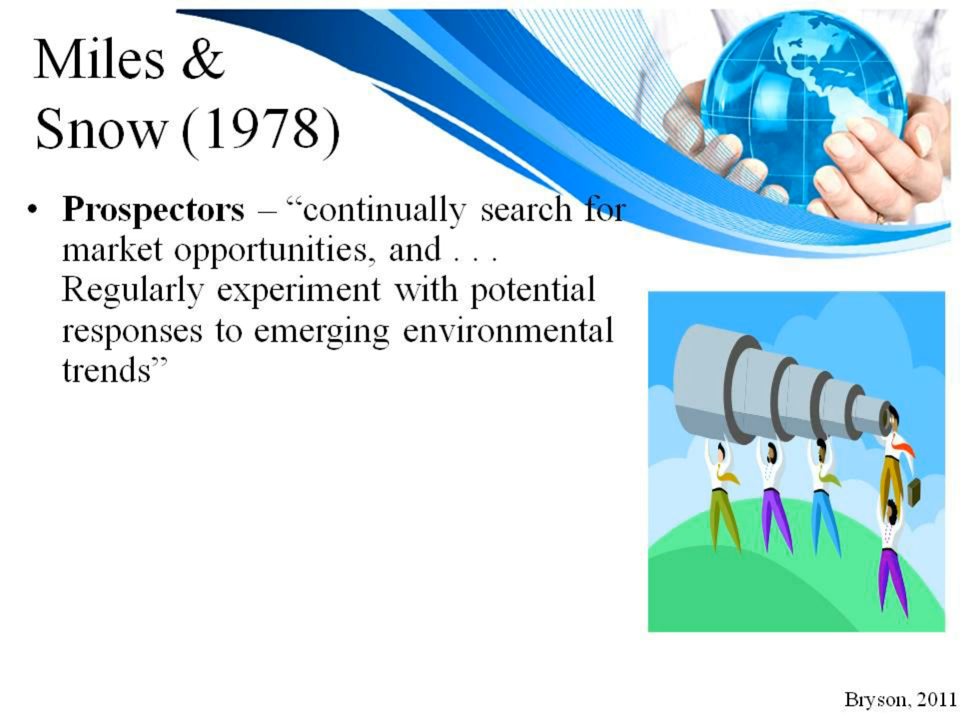 Miles &
Snow (1978)
• Prospectors – “continually search for
market opportunities, and . . .
Regularly experiment with potential
responses to emerging environmental
trends”
Bryson, 2011